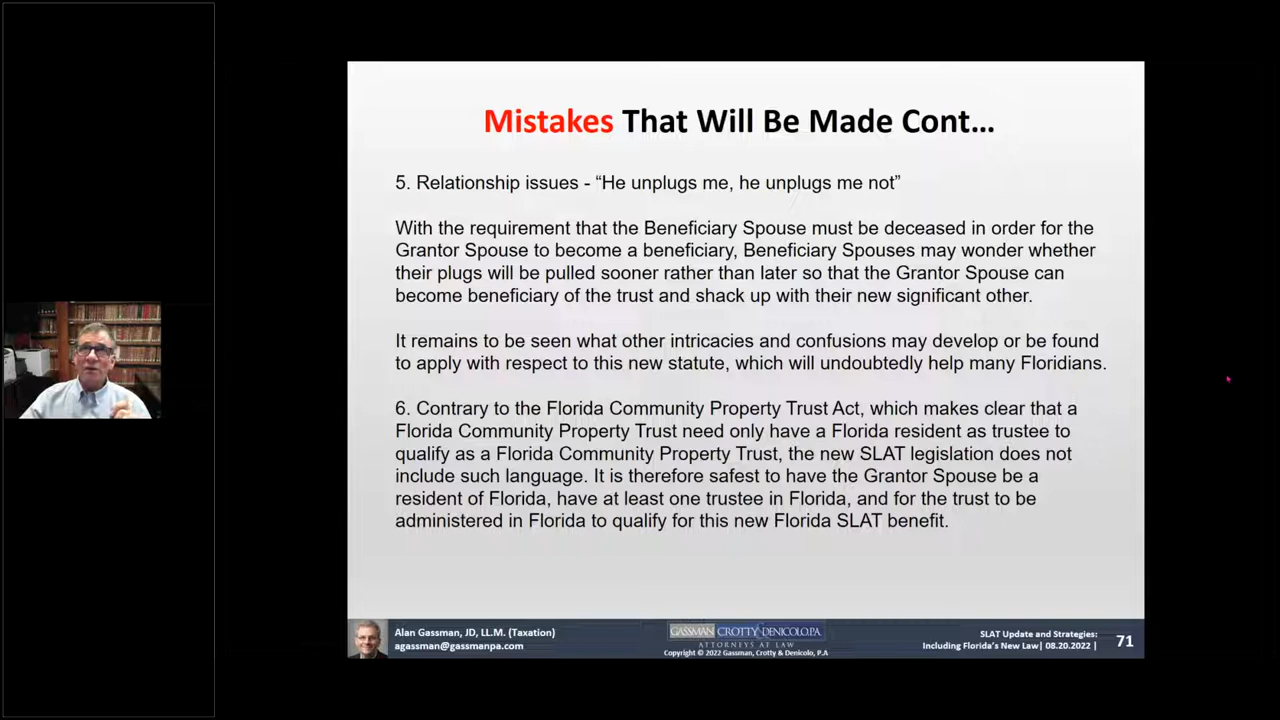 Mistakes That Will Be Made Cont...
5. Relationship issues - “He unplugs me, he unplugs me not”
With the requirement that the Beneficiary Spouse must be deceased in order for the
Grantor Spouse to become a beneficiary, Beneficiary Spouses may wonder whether
their plugs will be pulled sooner rather than later so that the Grantor Spouse can
become beneficiary of the trust and shack up with their new significant other.
It remains to be seen what other intricacies and confusions may develop or be found
to apply with respect to this new statute, which will undoubtedly help many Floridians.
6. Contrary to the Florida Community Property Trust Act, which makes clear that a
Florida Community Property Trust need only have a Florida resident as trustee to
qualify as a Florida Community Property Trust, the new SLAT legislation does not
include such language. It is therefore safest to have the Grantor Spouse be a
resident of Florida, have at least one trustee in Florida, and for the trust to be
administered in Florida to qualify for this new Florida SLAT benefit.
Alan Gassman, JD, LL.M. (Taxation)
agassman@gassmanpa.com
GASSMAN CROTTY & DENICOLO, P.A.
ATTORNEYS AT LAW
Copyright © 2022 Gassman, Crotty & Denicolo, P.A
SLAT Update and Strategies:
Including Florida’s New Law| 08.20.2022 |
71